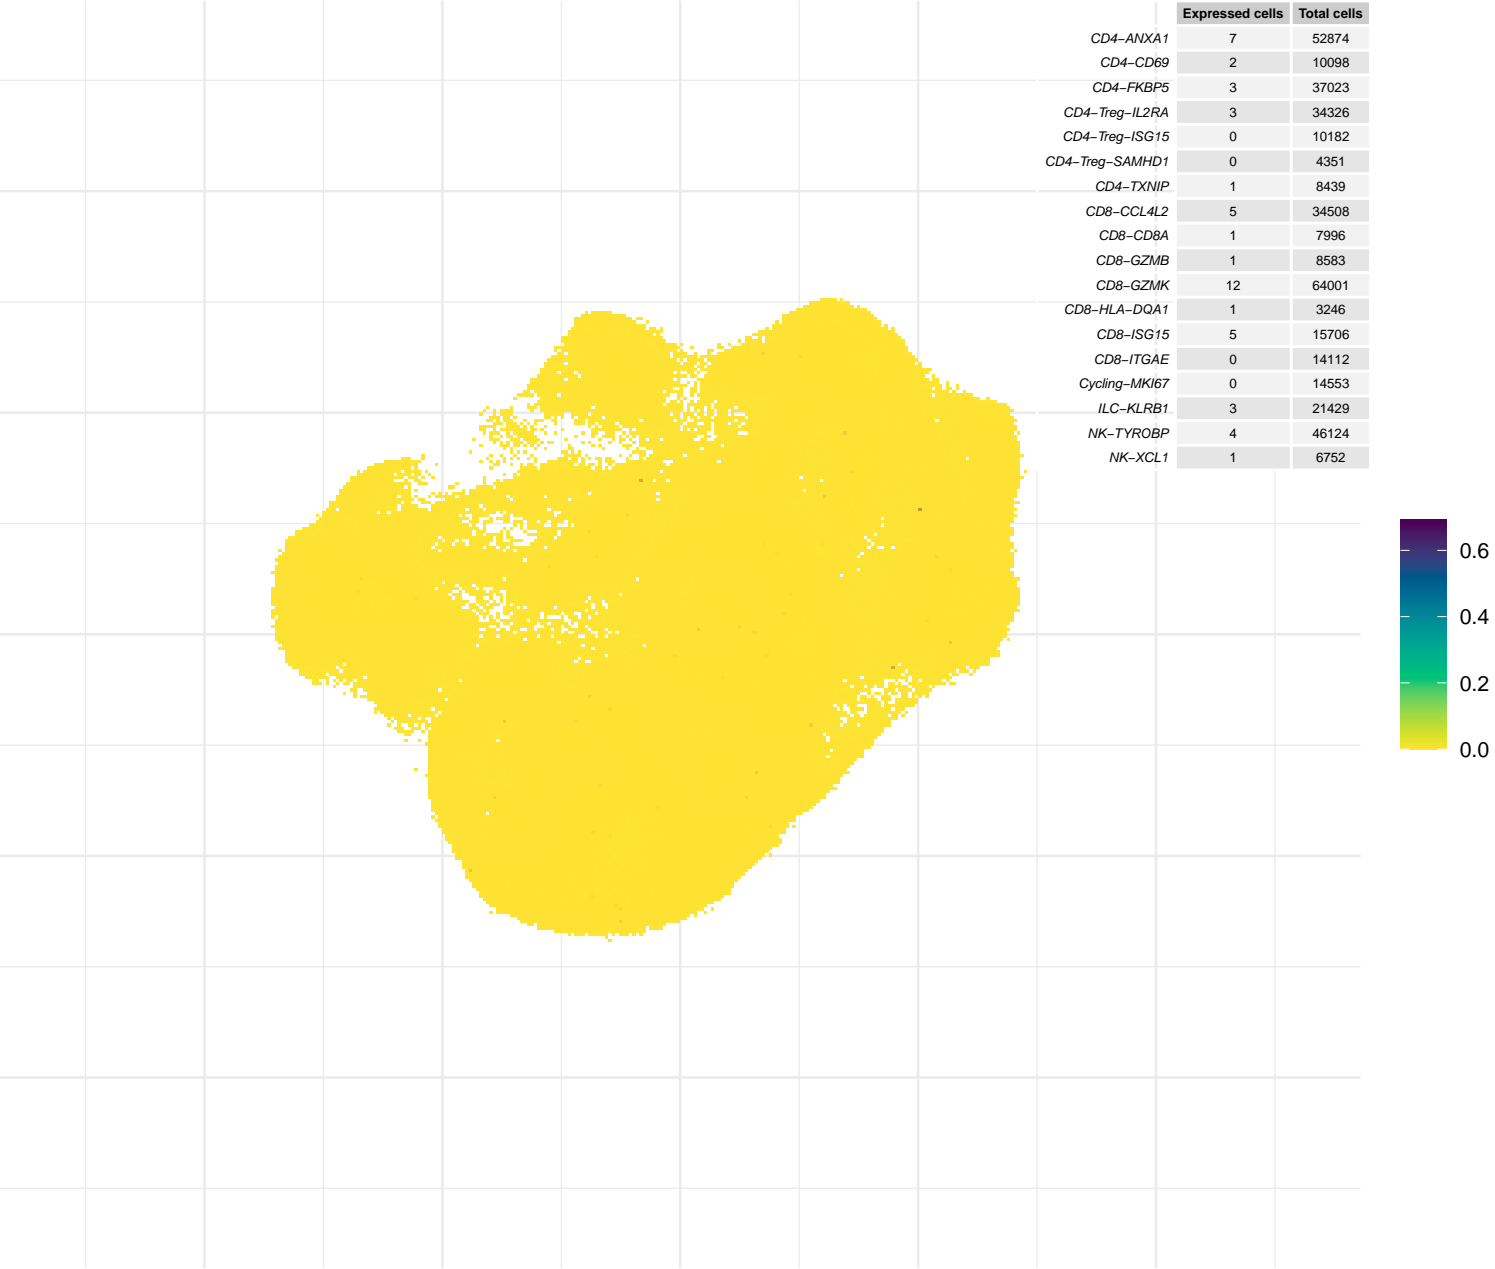 Expressed cells Total cells
CD4−ANXA1 7 52874
CD4−CD69 2 10098
CD4−FKBP5 3 37023
CD4−Treg−IL2RA 3 34326
CD4−Treg−ISG15 0 10182
CD4−Treg−SAMHD1 0 4351
CD4−TXNIP 1 8439
CD8−CCL4L2 5 34508
CD8−CD8A 1 7996
CD8−GZMB 1 8583
CD8−GZMK 12 64001
CD8−HLA−DQA1 1 3246
CD8−ISG15 5 15706
CD8−ITGAE 0 14112
Cycling−MKI67 0 14553
ILC−KLRB1 3 21429
NK−TYROBP 4 46124
NK−XCL1 1 6752
0.6
0.4
0.2
0.0